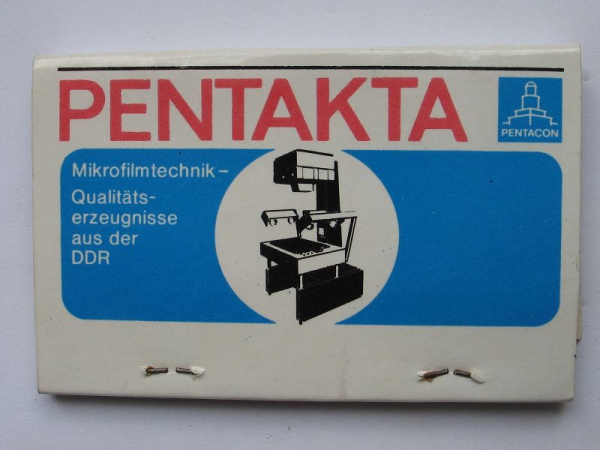 PENTAKTA
PENTACON
Mikrofilmtechnik –
Qualitäts-
erzeugnisse
aus der
DDR